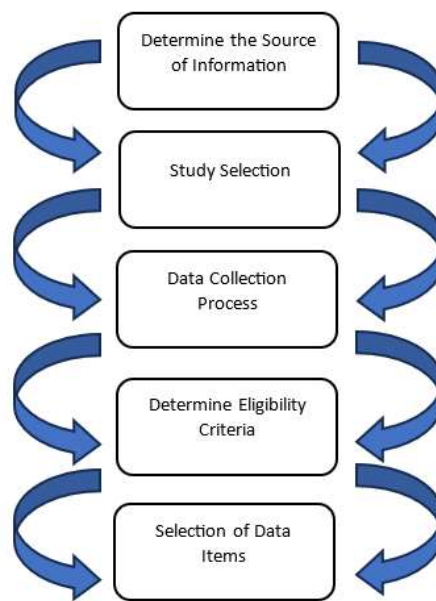 Determine the Source
of Information
Study Selection
Data Collection
Process
Determine Eligibility
Criteria
Selection of Data
Items